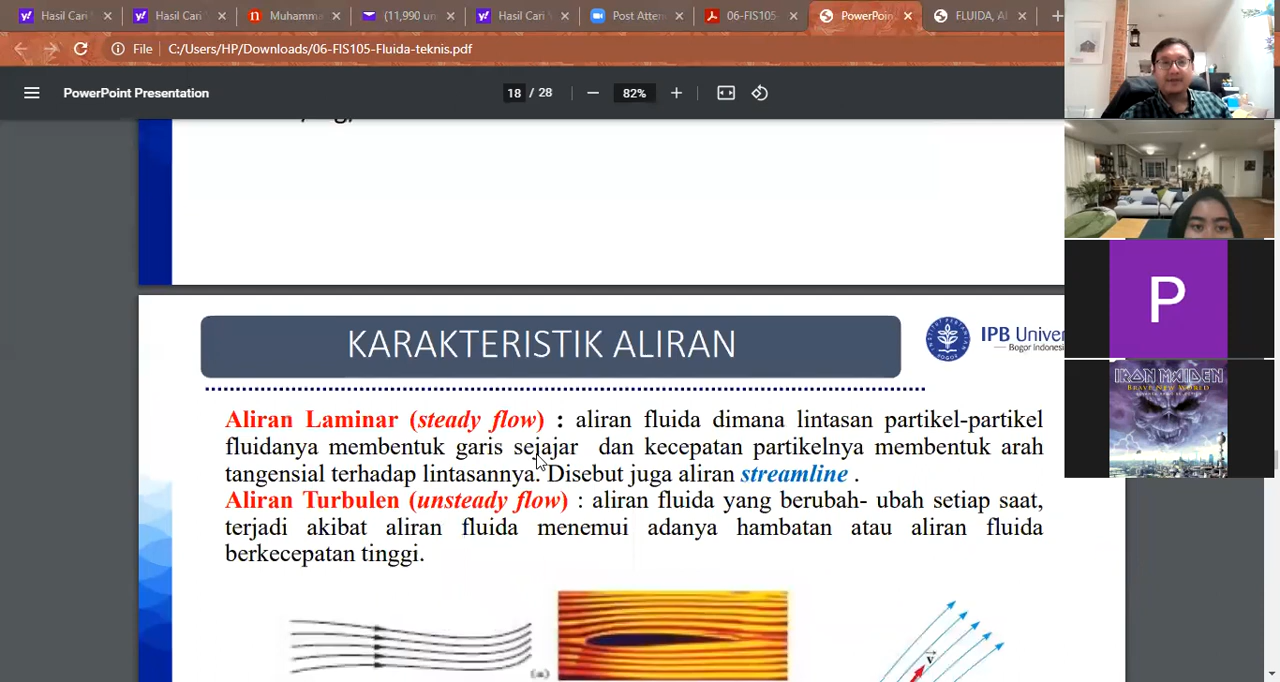 Hasil Cari
Hasil Cari
Muhamma
(11,990 un
Hasil Cari
Post Atten
06-FIS105-
PowerPoin
FLUIDA, A
File
C:/Users/HP/Downloads/06-FIS105-Fluida-teknis.pdf
PowerPoint Presentation
18 / 28
82%
KARAKTERISTIK ALIRAN
IPB Univer
Bogor Indonesia
Aliran Laminar (steady flow) : aliran fluida dimana lintasan partikel-partikel
fluidanya membentuk garis sejajar dan kecepatan partikelnya membentuk arah
tangensial terhadap lintasannya. Disebut juga aliran streamline .
Aliran Turbulen (unsteady flow) : aliran fluida yang berubah- ubah setiap saat,
terjadi akibat aliran fluida menemui adanya hambatan atau aliran fluida
berkecepatan tinggi.
(a)
v
P
IRON MAIDEN
BRAVE NEW WORLD